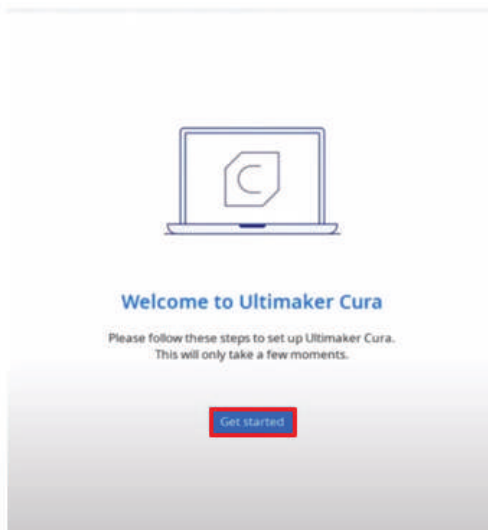 Welcome to Ultimaker Cura
Please follow these steps to set up Ultimaker Cura.
This will only take a few moments.
Get started